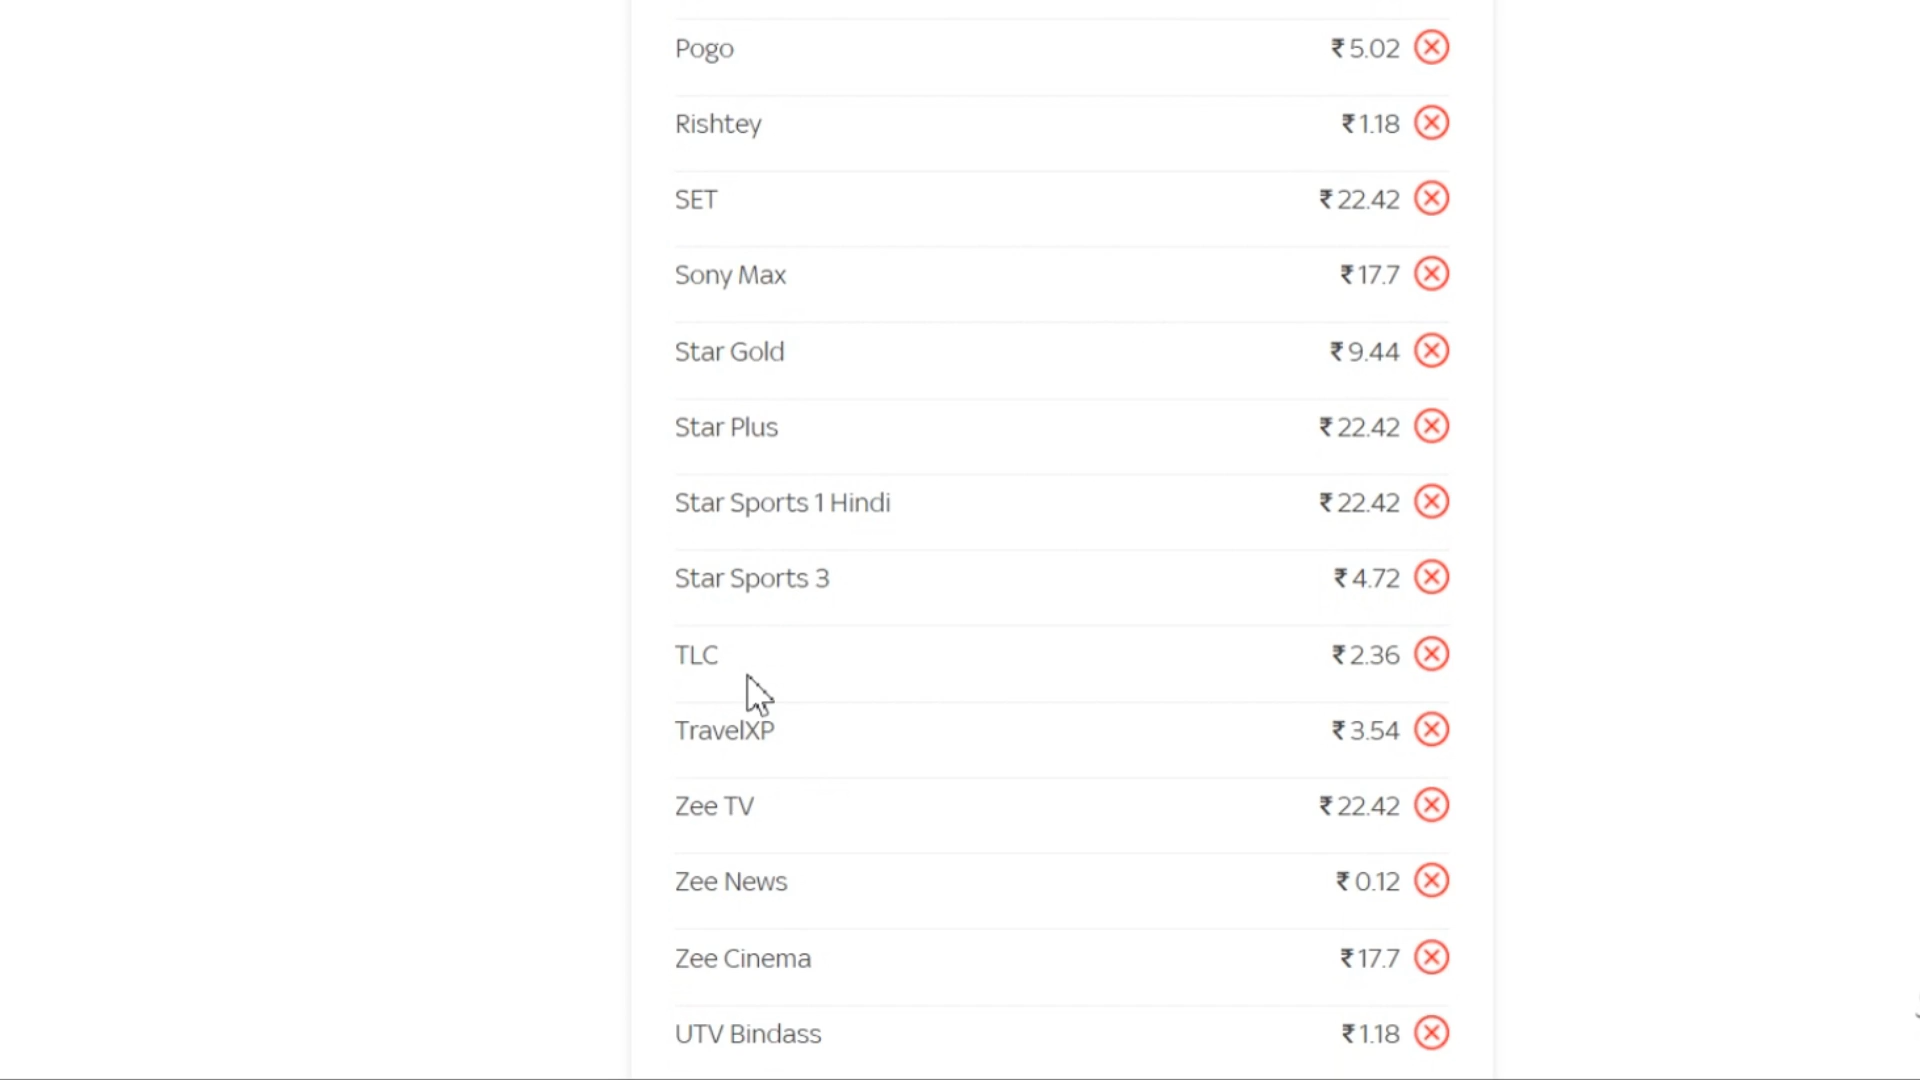 Pogo ₹ 5.02
Rishtey ₹ 1.18
SET ₹ 22.42
Sony Max ₹ 17.7
Star Gold ₹ 9.44
Star Plus ₹ 22.42
Star Sports 1 Hindi ₹ 22.42
Star Sports 3 ₹ 4.72
TLC ₹ 2.36
TravelXP ₹ 3.54
Zee TV ₹ 22.42
Zee News ₹ 0.12
Zee Cinema ₹ 17.7
UTV Bindass ₹ 1.18